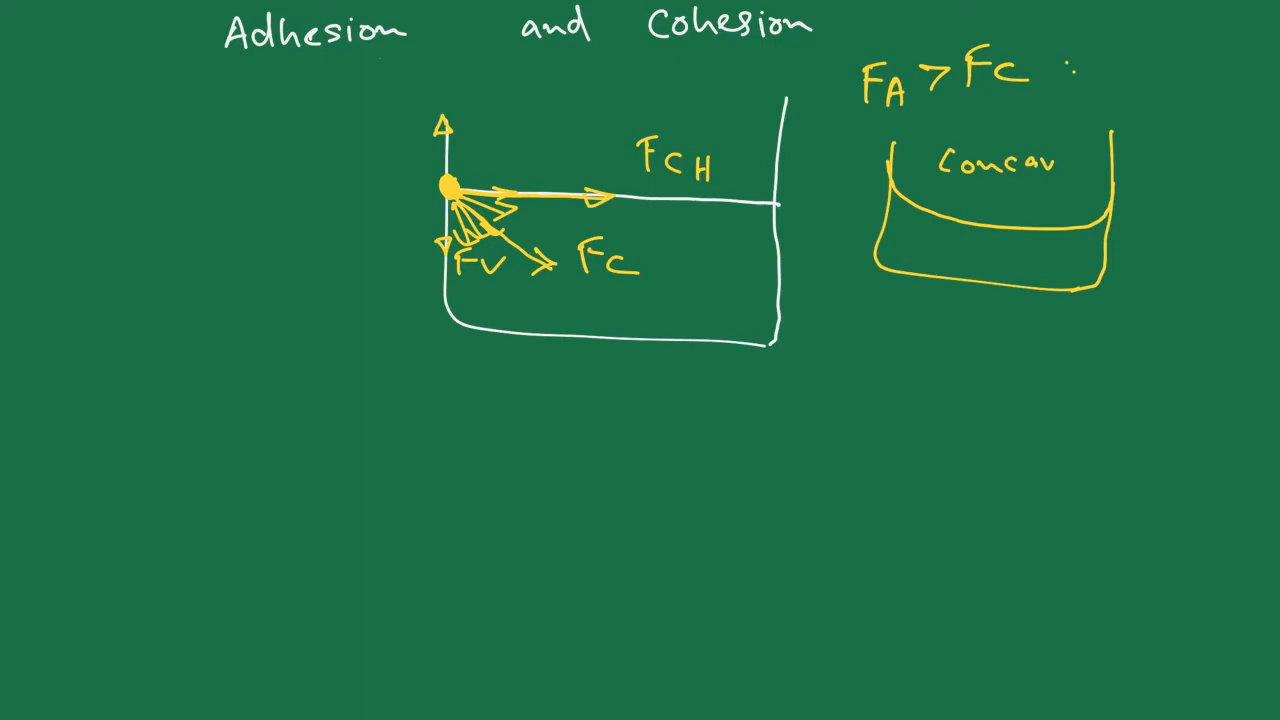 Adhesion and Cohesion
FA > FC :
FCH
Concav
FV
FC